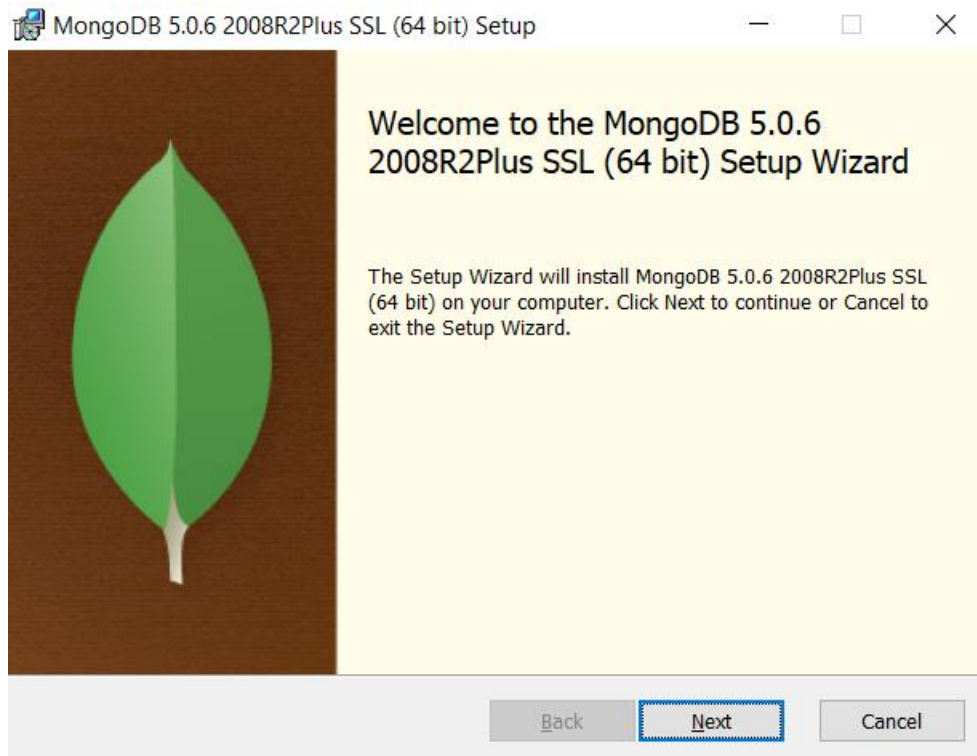 MongoDB 5.0.6 2008R2Plus SSL (64 bit) Setup
Welcome to the MongoDB 5.0.6
2008R2Plus SSL (64 bit) Setup Wizard
The Setup Wizard will install MongoDB 5.0.6 2008R2Plus SSL
(64 bit) on your computer. Click Next to continue or Cancel to
exit the Setup Wizard.
Back
Next
Cancel